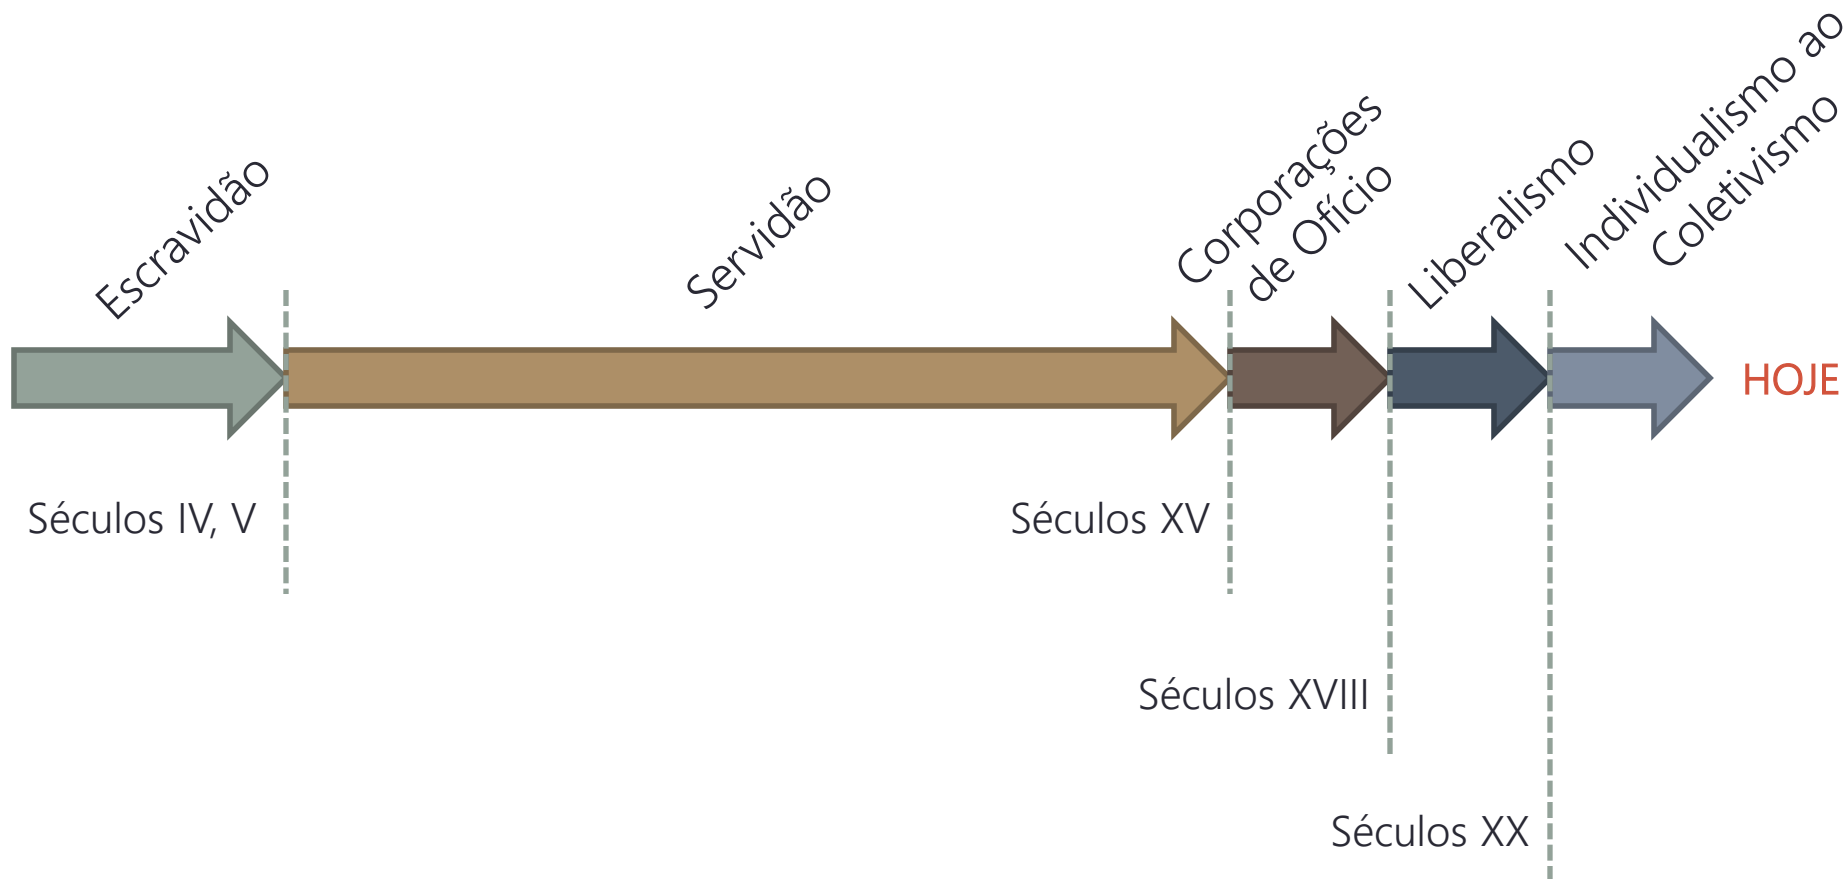 Escravidão
Servidão
Corporações
de Ofício
Liberalismo
Individualismo ao
Coletivismo
HOJE
Séculos IV, V
Séculos XV
Séculos XVIII
Séculos XX